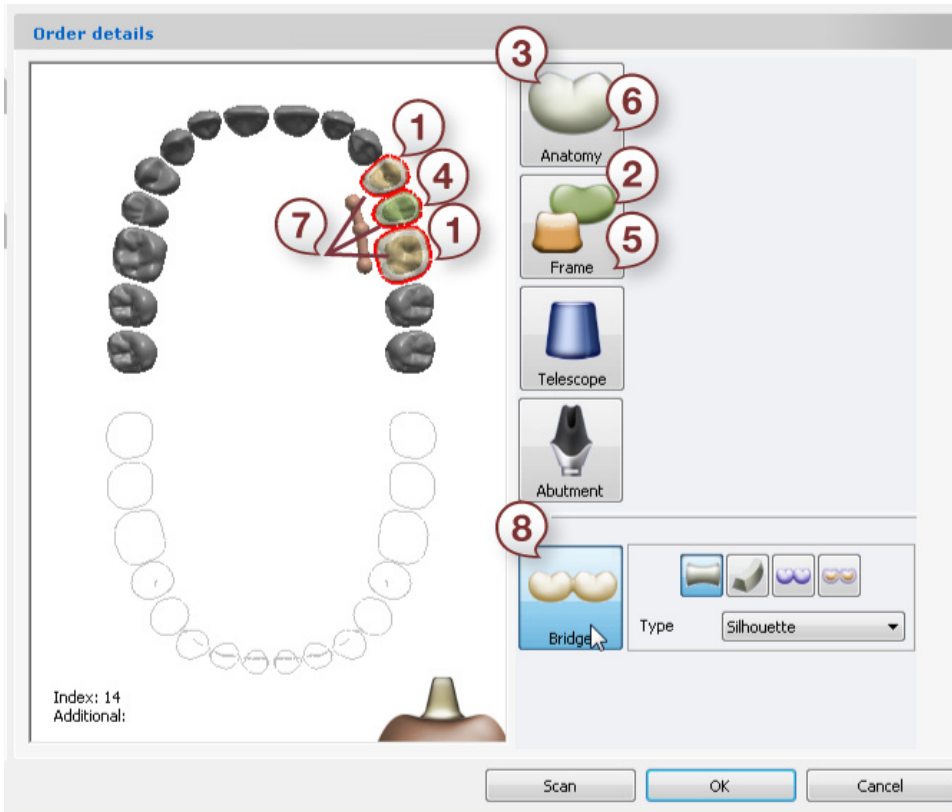 Order details
3
6
Anatomy
1
4
2
7
1
5
Frame
Telescope
Abutment
8
Bridge
Type
Silhouette
Index: 14
Additional:
Scan
OK
Cancel